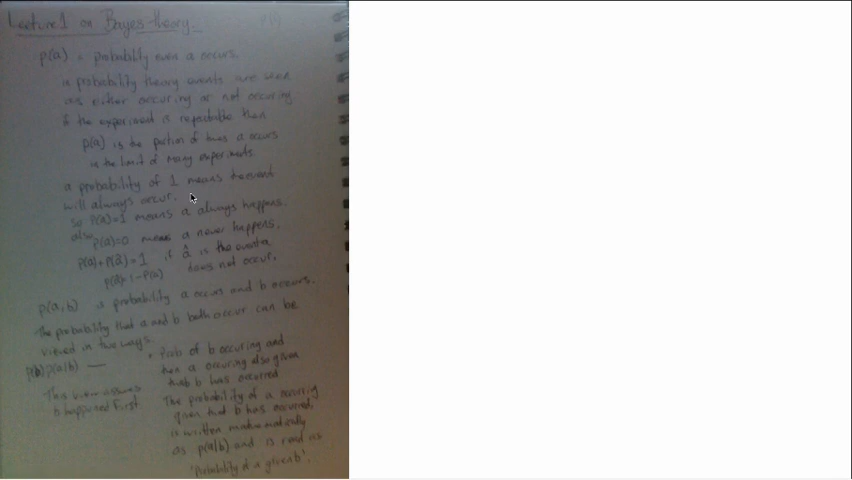 Lecture 1 on Bayes theory.
p(a) = probability even a occurs.
in probability theory events are seen
as either occuring or not occuring
if the experiment is repeatable then
p(a) is the portion of times a occurs
in the limit of many experiments.
a probability of 1 means the event
will always occur.
so p(a)=1 means a always happens.
also p(a)=0 means a never happens.
p(a)+p(â)=1 if â is the event a
p(â)=1-p(a) does not occur.
p(a,b) is probability a occurs and b occurs.
The probability that a and b both occur can be
viewed in two ways.
p(b)p(a|b) — • Prob of b occuring and
then a occuring also given
that b has occurred
This view assumes
b happened first
The probability of a occurring
given that b has occurred,
is written mathematically
as p(a|b) and is read as
'Probability of a given b'.